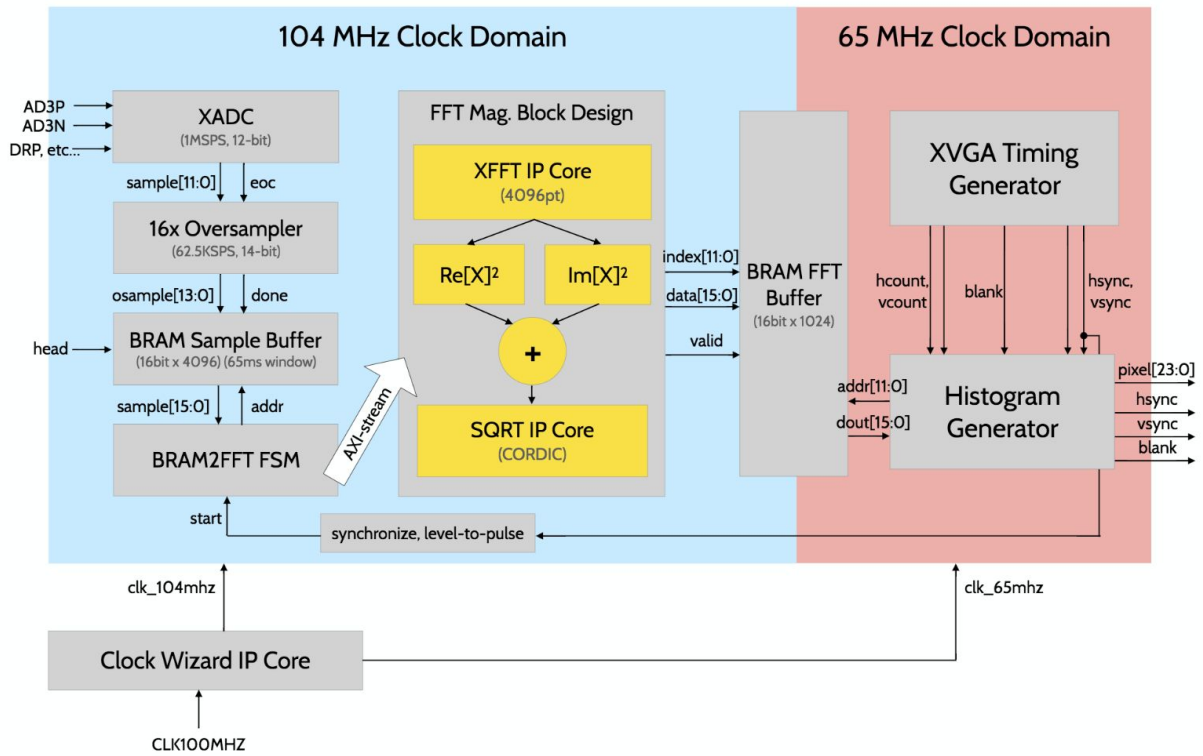 104 MHz Clock Domain
65 MHz Clock Domain
AD3P
AD3N
DRP, etc...
XADC
(1MSPS, 12-bit)
sample[11:0]
eoc
16x Oversampler
(62.5KSPS, 14-bit)
osample[13:0]
done
head
BRAM Sample Buffer
(16bit x 4096) (65ms window)
sample[15:0]
addr
BRAM2FFT FSM
start
AXI-stream
FFT Mag. Block Design
XFFT IP Core
(4096pt)
Re[X]²
Im[X]²
+
SQRT IP Core
(CORDIC)
index[11:0]
data[15:0]
valid
BRAM FFT
Buffer
(16bit x 1024)
addr[11:0]
dout[15:0]
XVGA Timing
Generator
hcount,
vcount
blank
hsync,
vsync
Histogram
Generator
pixel[23:0]
hsync
vsync
blank
synchronize, level-to-pulse
clk_104mhz
clk_65mhz
Clock Wizard IP Core
CLK100MHZ